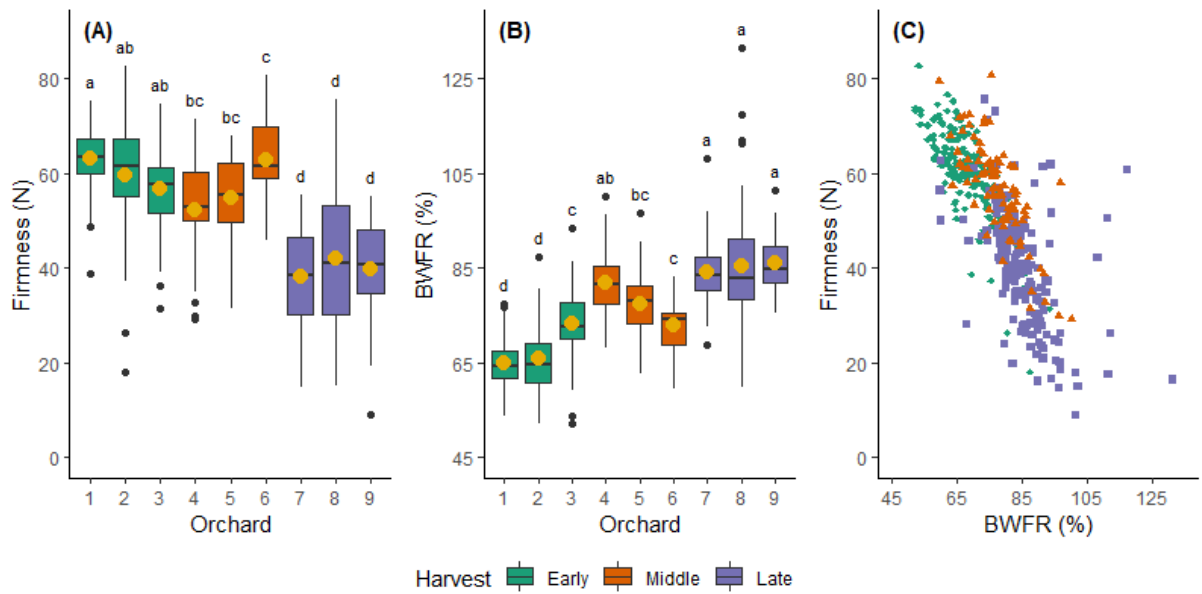 (A)
Firmness (N)
80
60
40
20
0
a
ab
ab
bc
bc
c
d
d
d
1 2 3 4 5 6 7 8 9
Orchard
(B)
BWFR (%)
125
105
85
65
45
d
d
c
ab
bc
c
a
a
a
1 2 3 4 5 6 7 8 9
Orchard
(C)
Firmness (N)
80
60
40
20
0
45 65 85 105 125
BWFR (%)
Harvest Early Middle Late